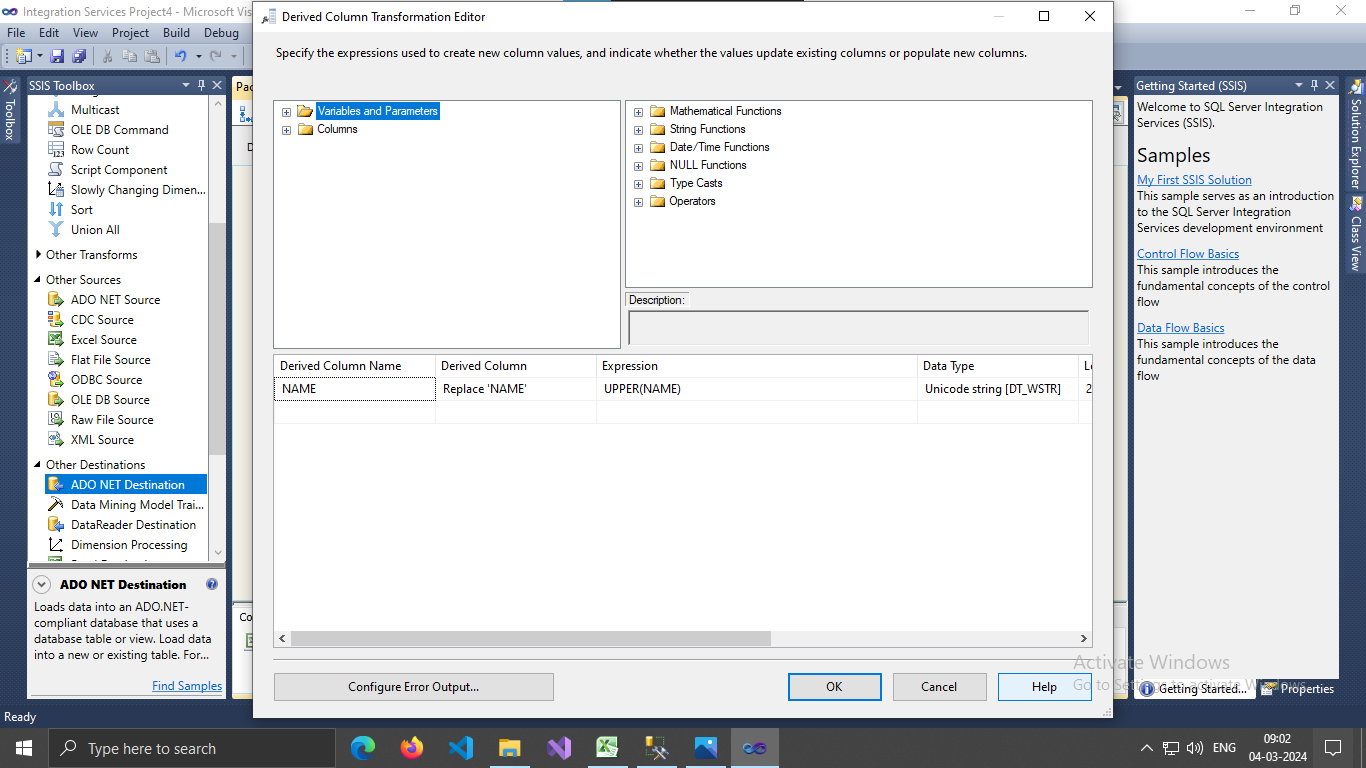 Integration Services Project4 - Microsoft Vis
File Edit View Project Build Debug
SSIS Toolbox
Toolbox
Multicast
OLE DB Command
Row Count
Script Component
Slowly Changing Dimen...
Sort
Union All
Other Transforms
Other Sources
ADO NET Source
CDC Source
Excel Source
Flat File Source
ODBC Source
OLE DB Source
Raw File Source
XML Source
Other Destinations
ADO NET Destination
Data Mining Model Trai...
DataReader Destination
Dimension Processing
ADO NET Destination
Loads data into an ADO.NET-
compliant database that uses a
database table or view. Load data
into a new or existing table. For...
Find Samples
Ready
Pac
D
Co
Derived Column Transformation Editor
Specify the expressions used to create new column values, and indicate whether the values update existing columns or populate new columns.
Variables and Parameters
Columns
Mathematical Functions
String Functions
Date/Time Functions
NULL Functions
Type Casts
Operators
Description:
Derived Column Name Derived Column Expression Data Type Le
NAME Replace 'NAME' UPPER(NAME) Unicode string [DT_WSTR] 2
Configure Error Output... OK Cancel Help
Getting Started (SSIS)
Welcome to SQL Server Integration
Services (SSIS).
Samples
My First SSIS Solution
This sample serves as an introduction
to the SQL Server Integration
Services development environment
Control Flow Basics
This sample introduces the
fundamental concepts of the control
flow
Data Flow Basics
This sample introduces the
fundamental concepts of the data
flow
Solution Explorer
Class View
Activate Windows
Go to Settings to activate Windows.
Getting Started... Properties
Type here to search
ENG
09:02
04-03-2024